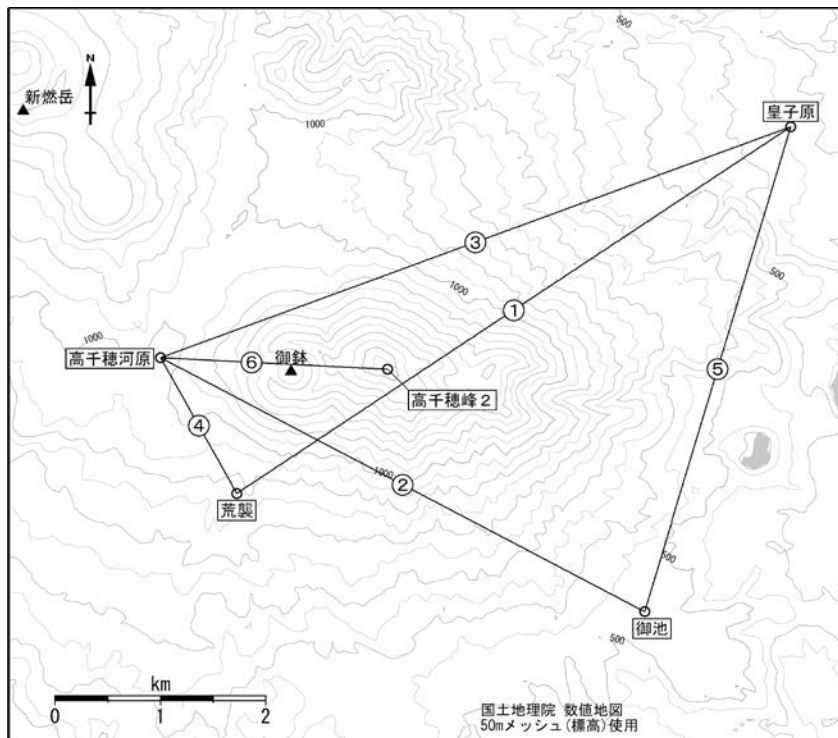 500
N
新燃岳
皇子原
1000
③
500
1000
①
1000
高千穂河原
⑥
御鉢
⑤
高千穂峰2
④
1000
②
荒襲
500
御池
500
km
0
1
2
国土地理院 数値地図
50mメッシュ(標高)使用